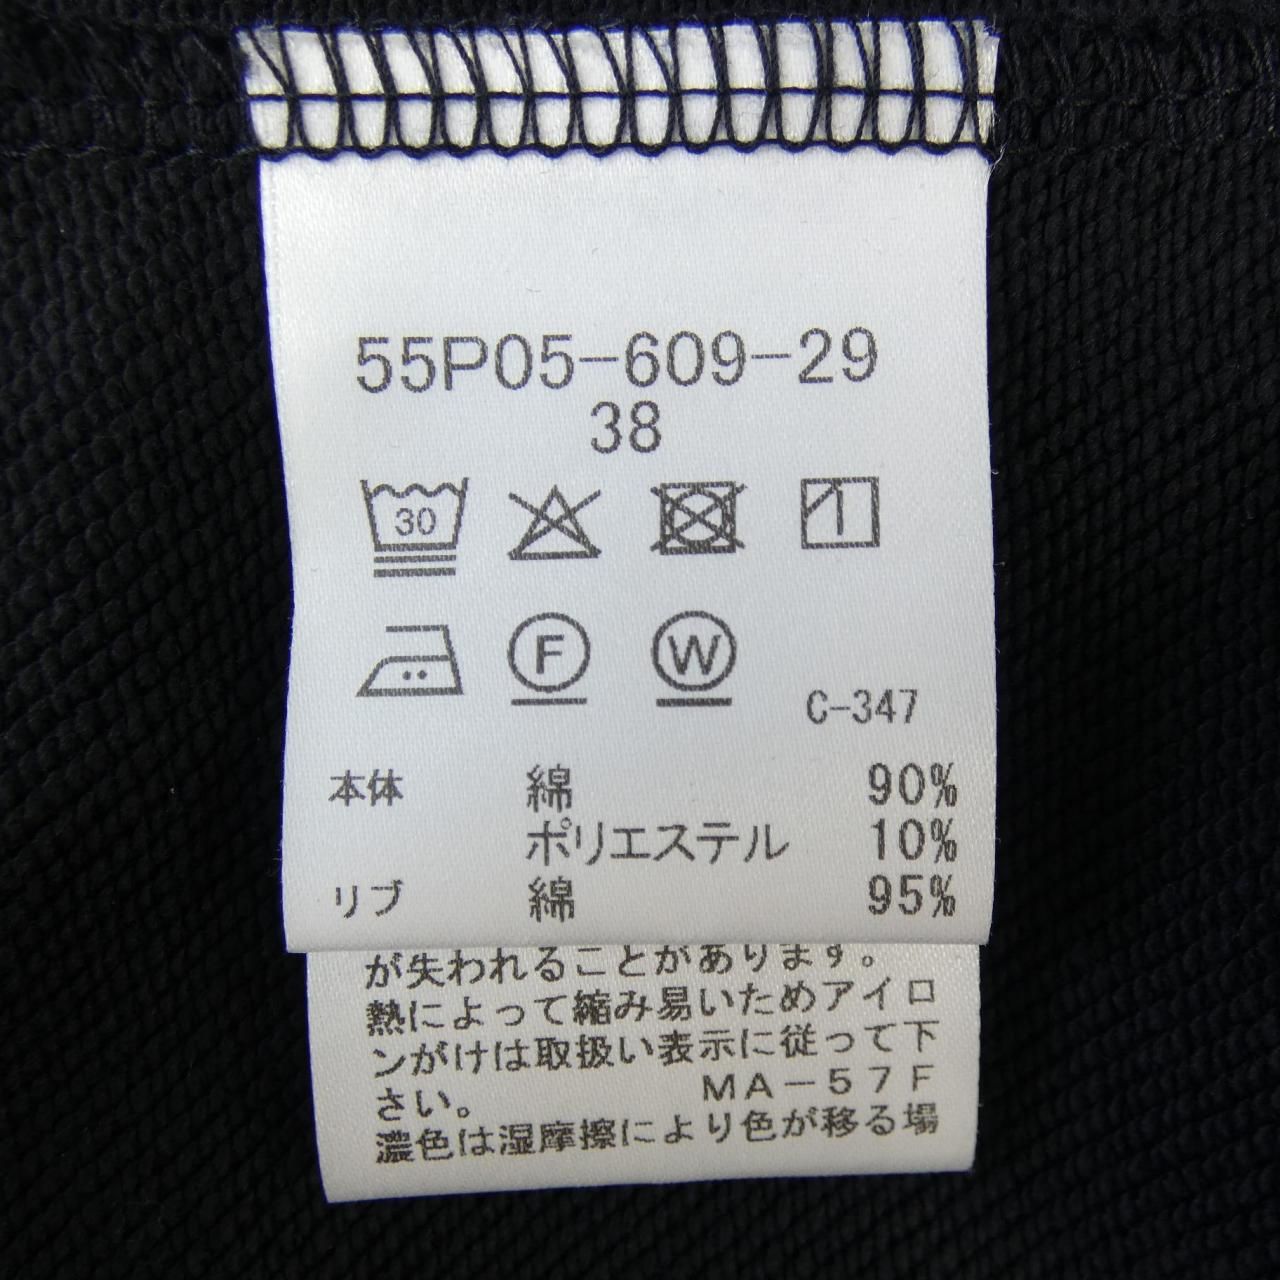 55P05-609-29
38
30
F W
C-347
本体 綿 90%
ポリエステル 10%
リブ 綿 95%
が失われることがあります。
熱によって縮み易いためアイロ
ンがけは取扱い表示に従って下
さい。 MA-57F
濃色は湿摩擦により色が移る場